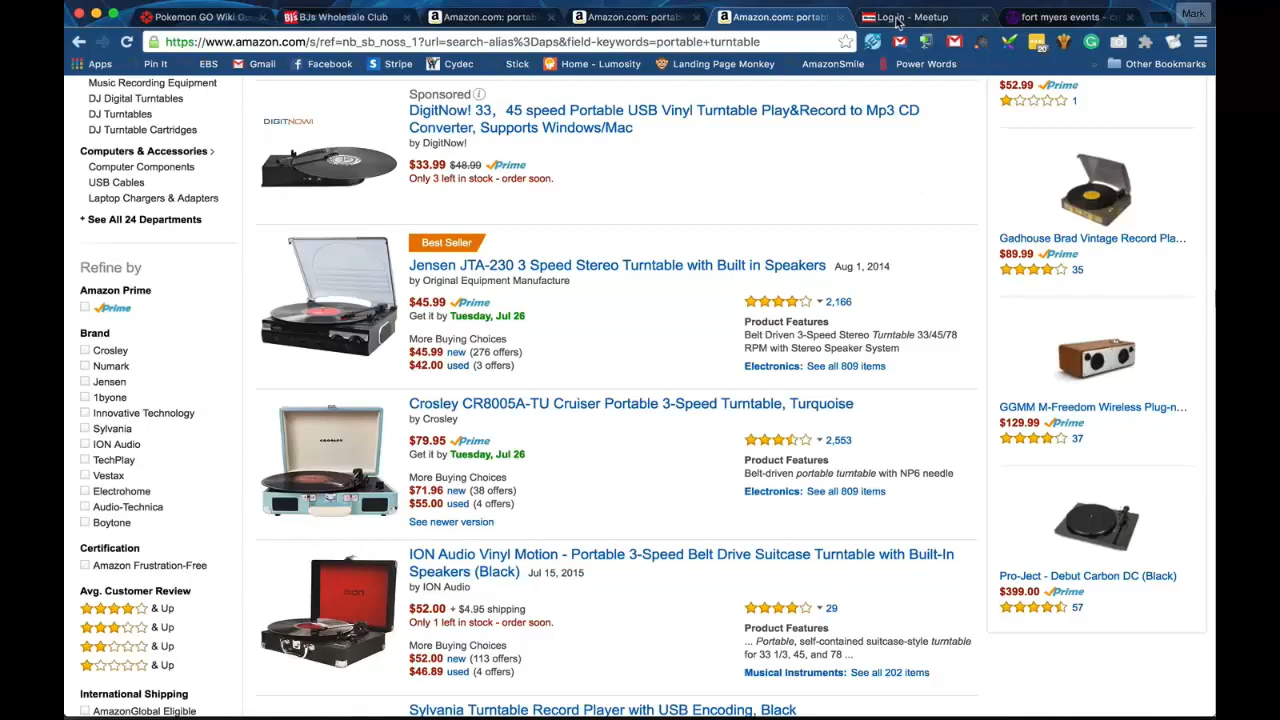 Pokemon GO Wiki Gu
BJs Wholesale Club
Amazon.com: portab
Amazon.com: portab
Amazon.com: portab
Log in - Meetup
fort myers events - c
Mark
https://www.amazon.com/s/ref=nb_sb_noss_1?url=search-alias%3Daps&field-keywords=portable+turntable
Apps
Pin It
EBS
Gmail
Facebook
Stripe
Cydec
Stick
Home - Lumosity
Landing Page Monkey
AmazonSmile
Power Words
»
Other Bookmarks
Music Recording Equipment
DJ Digital Turntables
DJ Turntables
DJ Turntable Cartridges
Computers & Accessories
Computer Components
USB Cables
Laptop Chargers & Adapters
+ See All 24 Departments
Refine by
Amazon Prime
Prime
Brand
Crosley
Numark
Jensen
1byone
Innovative Technology
Sylvania
ION Audio
TechPlay
Vestax
Electrohome
Audio-Technica
Boytone
Certification
Amazon Frustration-Free
Avg. Customer Review
& Up
& Up
& Up
& Up
International Shipping
AmazonGlobal Eligible
Sponsored
DIGITNOW!
DigitNow! 33，45 speed Portable USB Vinyl Turntable Play&Record to Mp3 CD
Converter, Supports Windows/Mac
by DigitNow!
$33.99 $48.99 Prime
Only 3 left in stock - order soon.
Best Seller
Jensen JTA-230 3 Speed Stereo Turntable with Built in Speakers Aug 1, 2014
by Original Equipment Manufacture
$45.99 Prime
Get it by Tuesday, Jul 26
More Buying Choices
$45.99 new (276 offers)
$42.00 used (3 offers)
2,166
Product Features
Belt Driven 3-Speed Stereo Turntable 33/45/78
RPM with Stereo Speaker System
Electronics: See all 809 items
CROSLEY
Crosley CR8005A-TU Cruiser Portable 3-Speed Turntable, Turquoise
by Crosley
$79.95 Prime
Get it by Tuesday, Jul 26
More Buying Choices
$71.96 new (38 offers)
$55.00 used (4 offers)
See newer version
2,553
Product Features
Belt-driven portable turntable with NP6 needle
Electronics: See all 809 items
ION
ION Audio Vinyl Motion - Portable 3-Speed Belt Drive Suitcase Turntable with Built-In
Speakers (Black) Jul 15, 2015
by ION Audio
$52.00 + $4.95 shipping
Only 1 left in stock - order soon.
More Buying Choices
$52.00 new (113 offers)
$46.89 used (4 offers)
29
Product Features
... Portable, self-contained suitcase-style turntable
for 33 1/3, 45, and 78 ...
Musical Instruments: See all 202 items
Sylvania Turntable Record Player with USB Encoding, Black
$52.99 Prime
1
Gadhouse Brad Vintage Record Pla...
$89.99 Prime
35
GGMM M-Freedom Wireless Plug-n...
$129.99 Prime
37
Pro-Ject - Debut Carbon DC (Black)
$399.00 Prime
57